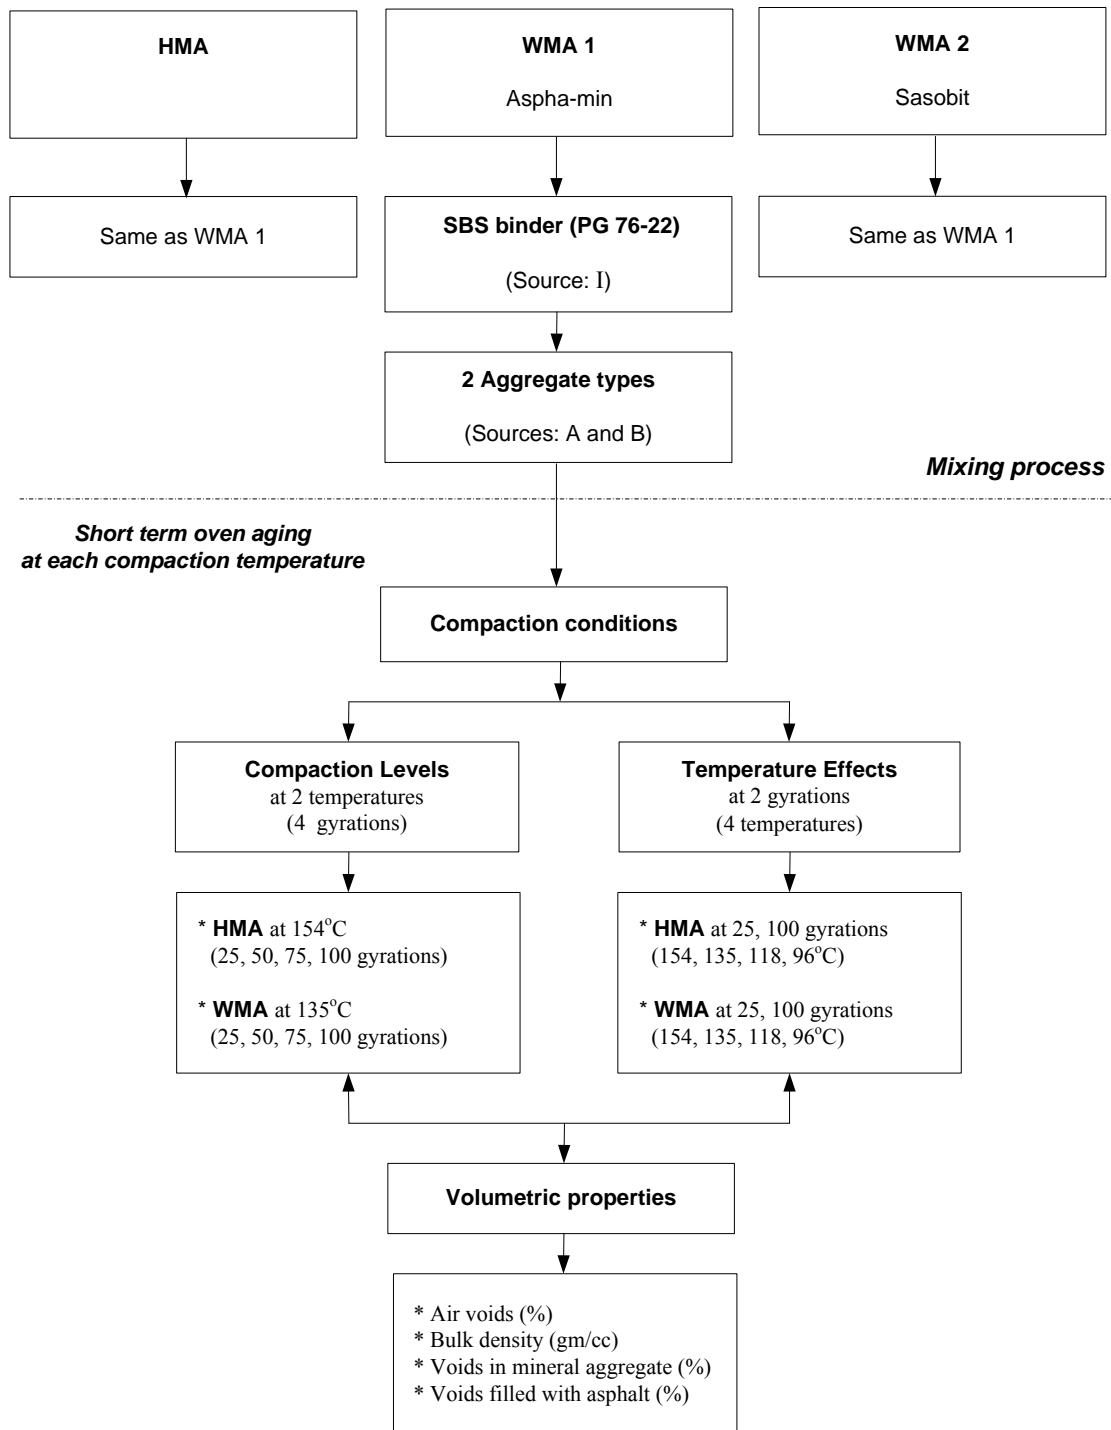 HMA
WMA 1
Aspha-min
WMA 2
Sasobit
Same as WMA 1
SBS binder (PG 76-22)
(Source: I)
Same as WMA 1
2 Aggregate types
(Sources: A and B)
Mixing process
Short term oven aging
at each compaction temperature
Compaction conditions
Compaction Levels
at 2 temperatures
(4 gyrations)
Temperature Effects
at 2 gyrations
(4 temperatures)
* HMA at 154°C
(25, 50, 75, 100 gyrations)
* WMA at 135°C
(25, 50, 75, 100 gyrations)
* HMA at 25, 100 gyrations
(154, 135, 118, 96°C)
* WMA at 25, 100 gyrations
(154, 135, 118, 96°C)
Volumetric properties
* Air voids (%)
* Bulk density (gm/cc)
* Voids in mineral aggregate (%)
* Voids filled with asphalt (%)